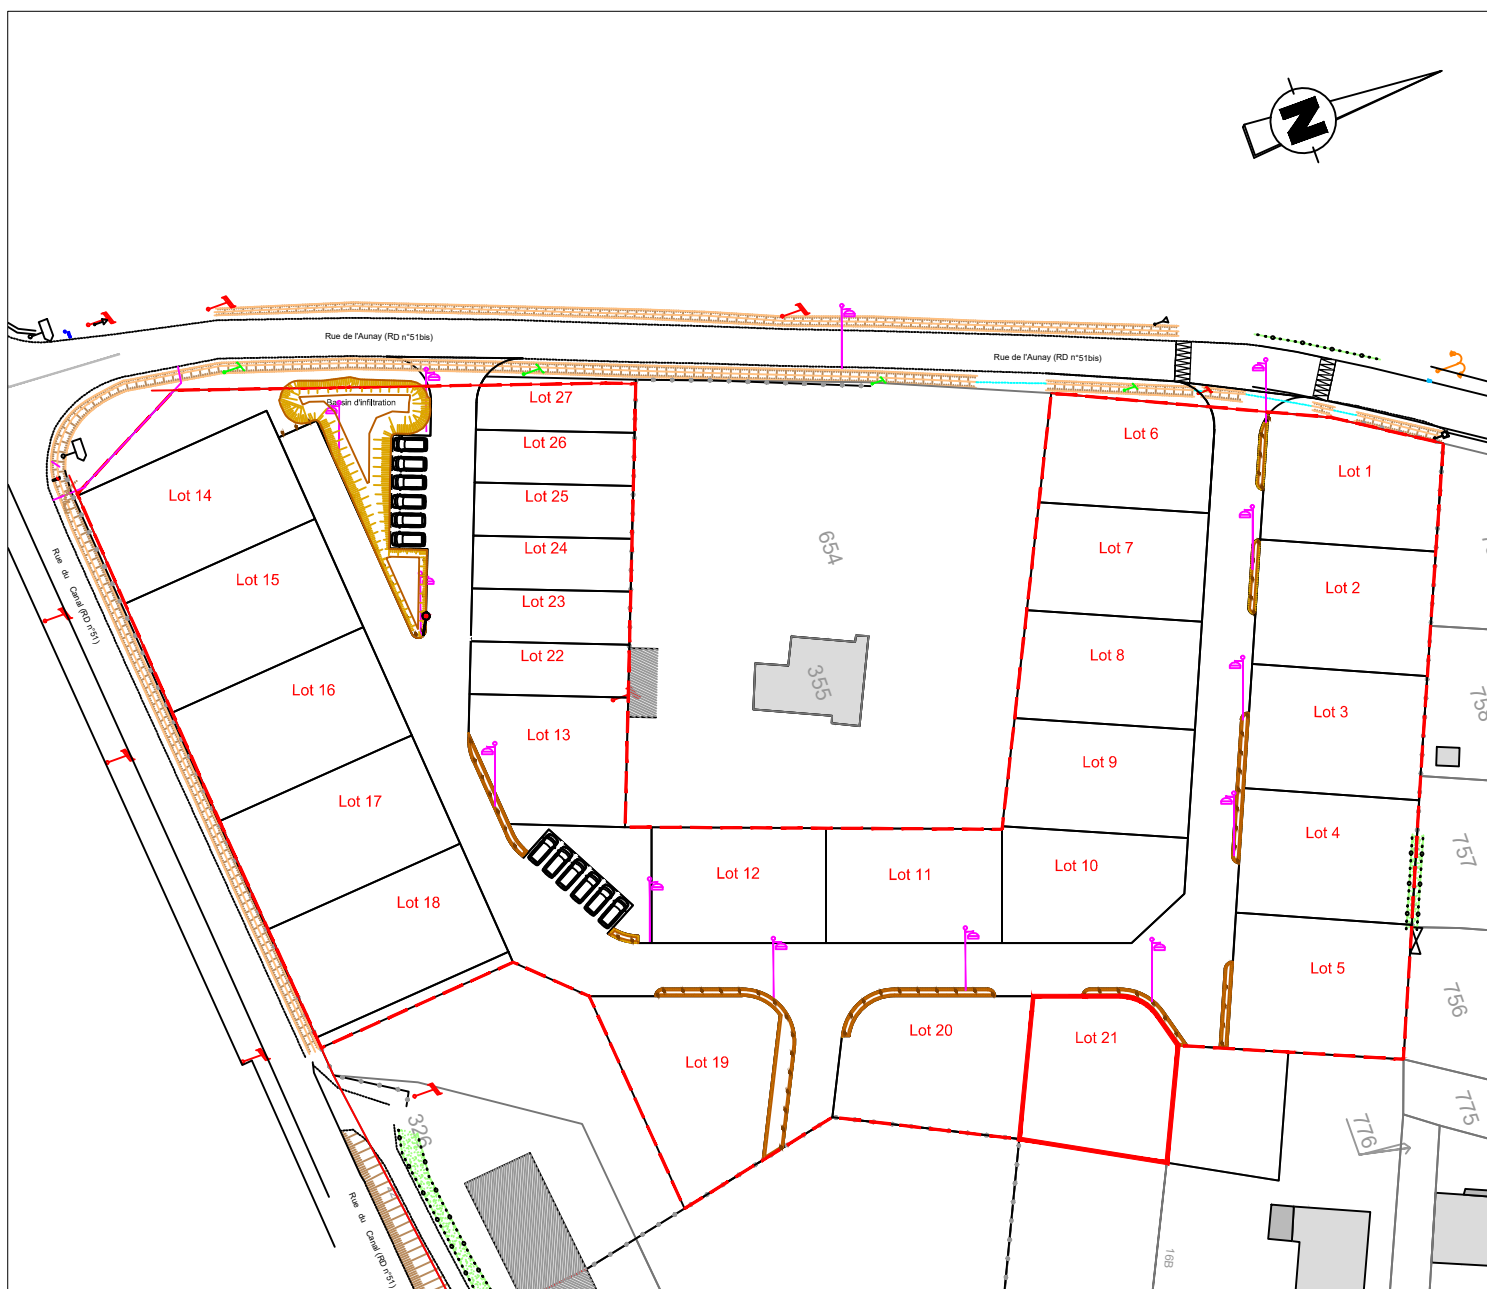 N
Rue de l'Aunay (RD n°51bis)
Rue de l'Aunay (RD n°51bis)
Bassin d'infiltration
Lot 27
Lot 26
Lot 25
Lot 24
Lot 23
Lot 22
Lot 13
Lot 14
Lot 15
Lot 16
Lot 17
Lot 18
Rue du Canal (RD n°51)
654
355
Lot 6
Lot 7
Lot 8
Lot 9
Lot 10
Lot 11
Lot 12
Lot 1
Lot 2
Lot 3
Lot 4
Lot 5
758
757
756
775
776
Lot 19
Lot 20
Lot 21
326
Rue du Canal (RD n°51)
16B